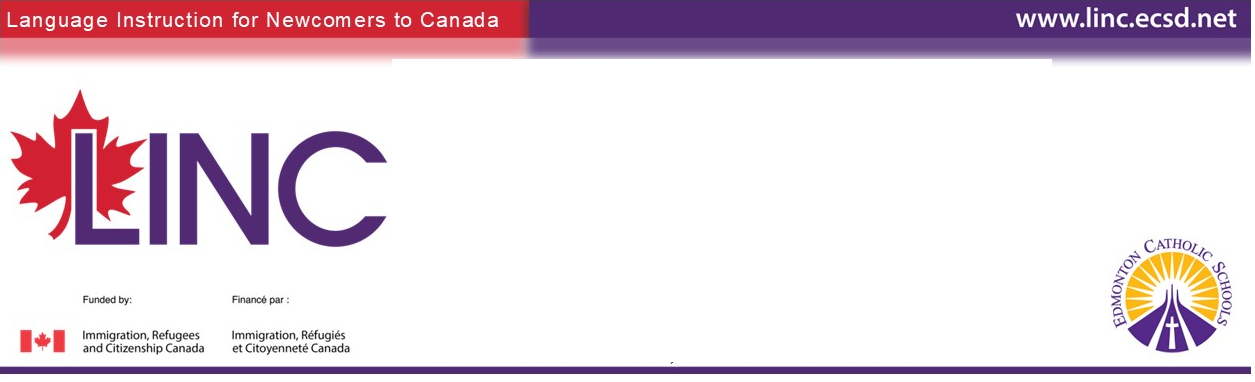 Language Instruction for Newcomers to Canada
www.linc.ecsd.net
LINC
Funded by:
Financé par :
Immigration, Refugees
and Citizenship Canada
Immigration, Réfugiés
et Citoyenneté Canada
EDMONTON CATHOLIC SCHOOLS